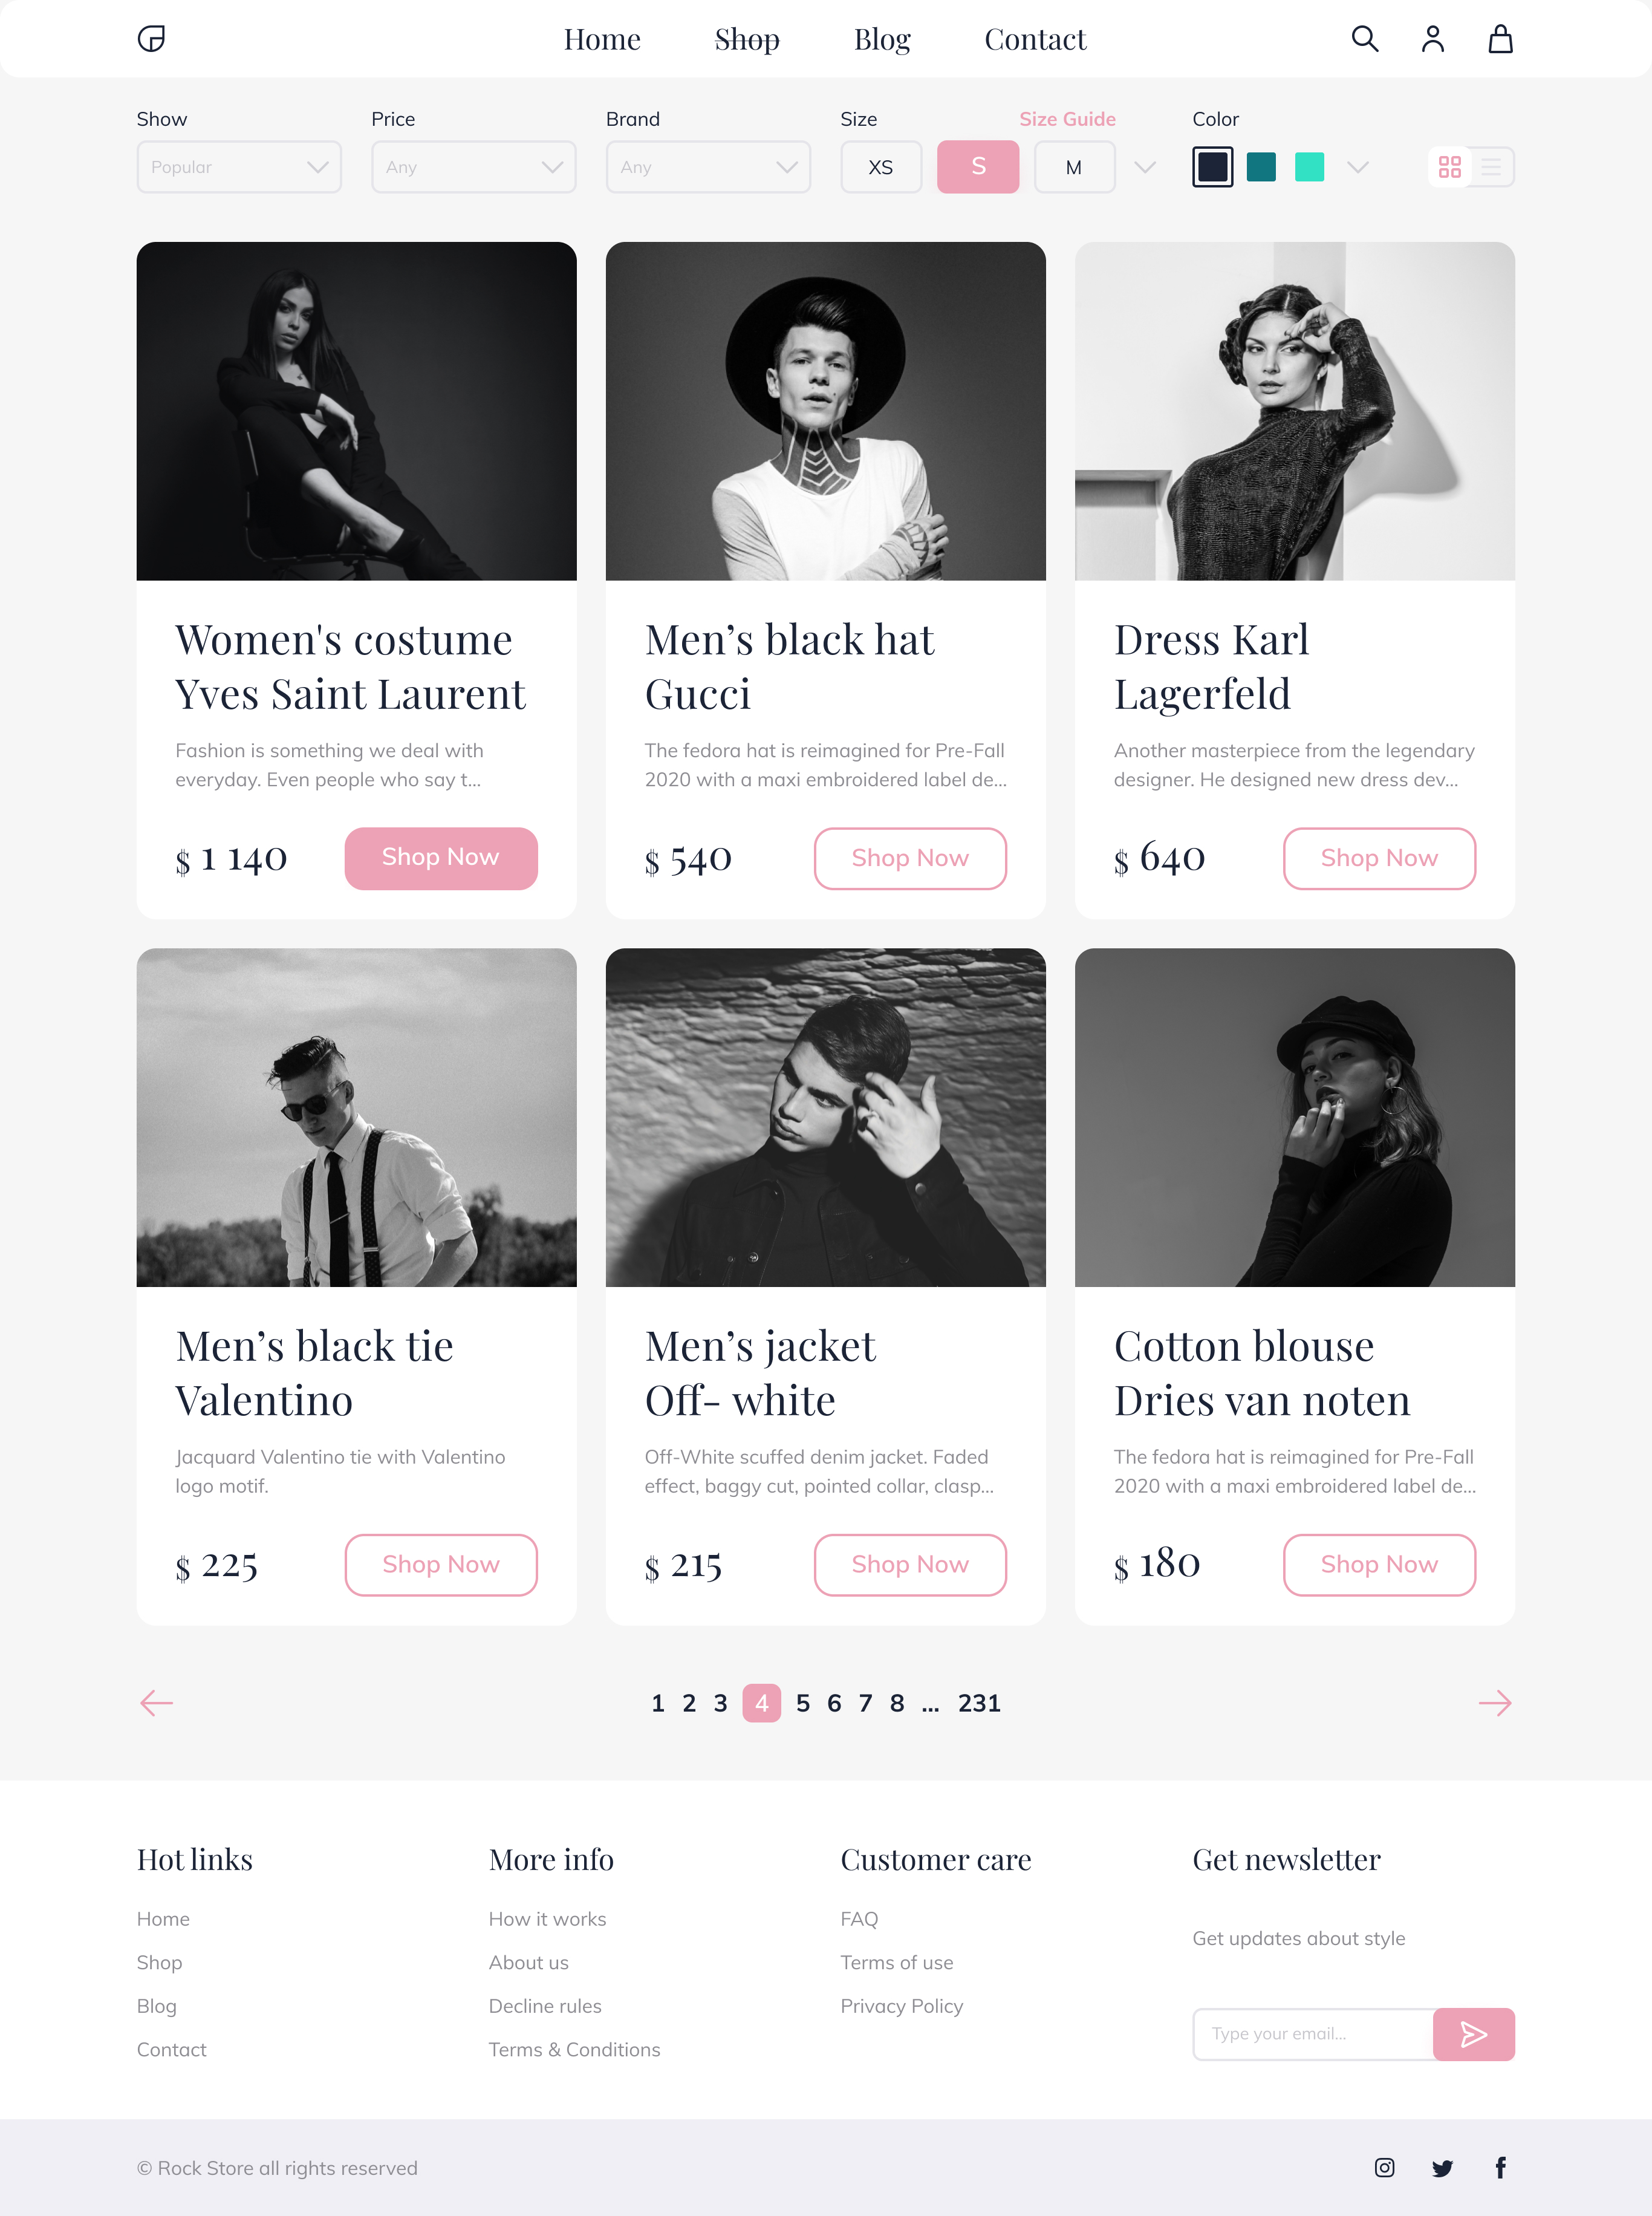 Home Shop Blog Contact
Show Price Brand Size Size Guide Color
Popular Any Any XS S M
Women's costume
Yves Saint Laurent
Fashion is something we deal with
everyday. Even people who say t...
$ 1 140 Shop Now
Men’s black hat
Gucci
The fedora hat is reimagined for Pre-Fall
2020 with a maxi embroidered label de...
$ 540 Shop Now
Dress Karl
Lagerfeld
Another masterpiece from the legendary
designer. He designed new dress dev...
$ 640 Shop Now
Men’s black tie
Valentino
Jacquard Valentino tie with Valentino
logo motif.
$ 225 Shop Now
Men’s jacket
Off- white
Off-White scuffed denim jacket. Faded
effect, baggy cut, pointed collar, clasp...
$ 215 Shop Now
Cotton blouse
Dries van noten
The fedora hat is reimagined for Pre-Fall
2020 with a maxi embroidered label de...
$ 180 Shop Now
1 2 3 4 5 6 7 8 ... 231
Hot links
Home
Shop
Blog
Contact
More info
How it works
About us
Decline rules
Terms & Conditions
Customer care
FAQ
Terms of use
Privacy Policy
Get newsletter
Get updates about style
Type your email...
© Rock Store all rights reserved